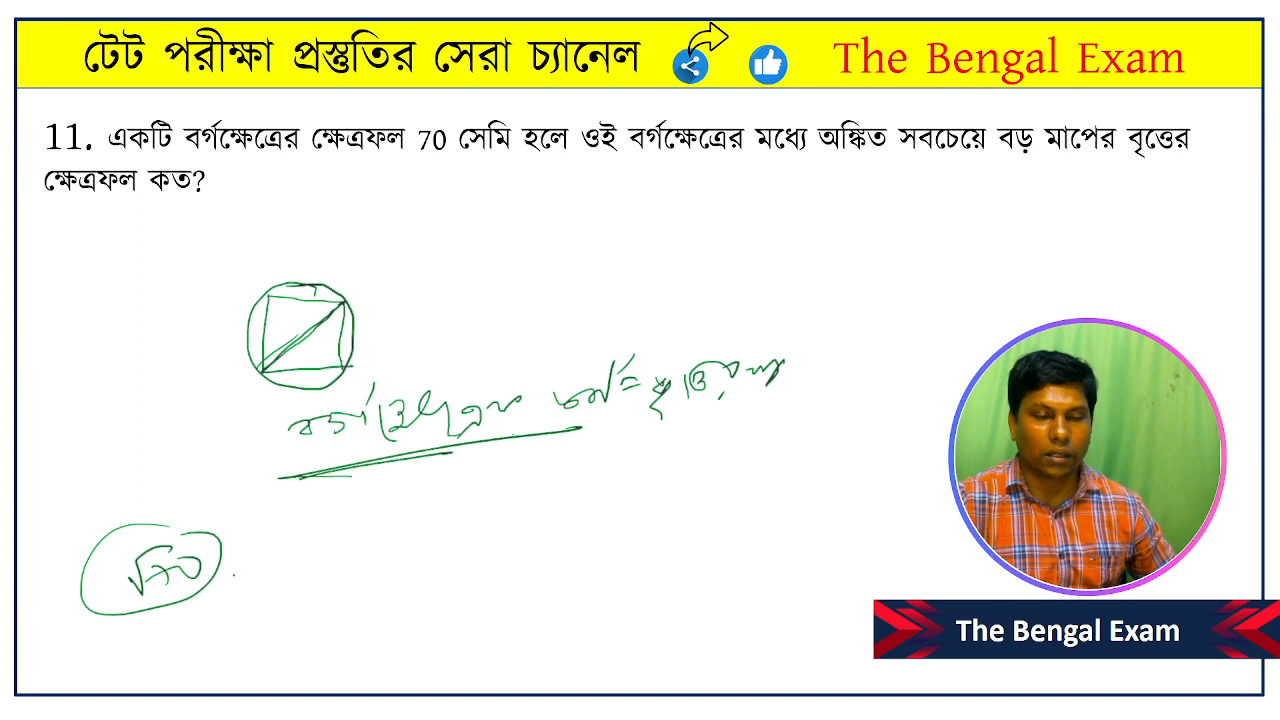 টেট পরীক্ষা প্রস্তুতির সেরা চ্যানেল The Bengal Exam
11. একটি বর্গক্ষেত্রের ক্ষেত্রফল 70 সেমি হলে ওই বর্গক্ষেত্রের মধ্যে অঙ্কিত সবচেয়ে বড় মাপের বৃত্তের
ক্ষেত্রফল কত?
The Bengal Exam